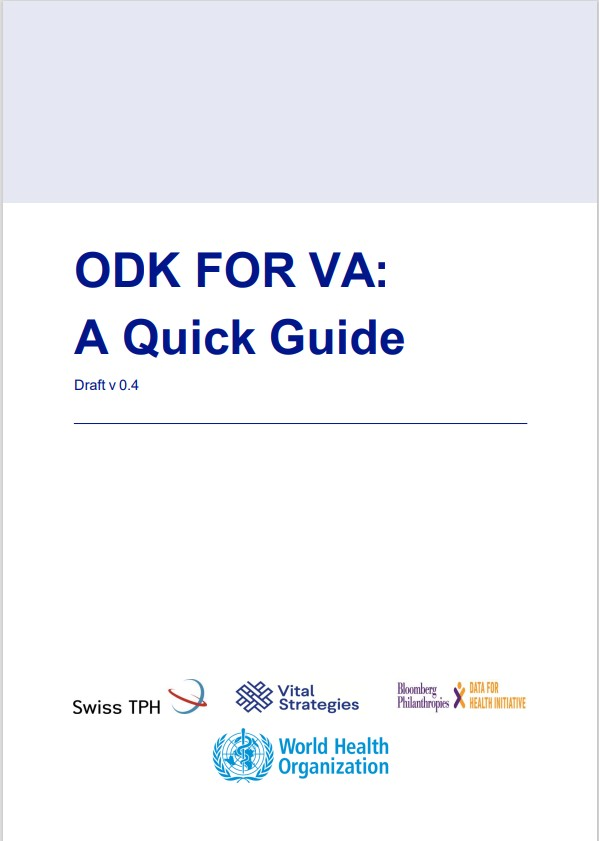 ODK FOR VA:
A Quick Guide
Draft v 0.4
Swiss TPH
Vital
Strategies
Bloomberg
Philanthropies
DATA FOR
HEALTH INITIATIVE
World Health
Organization